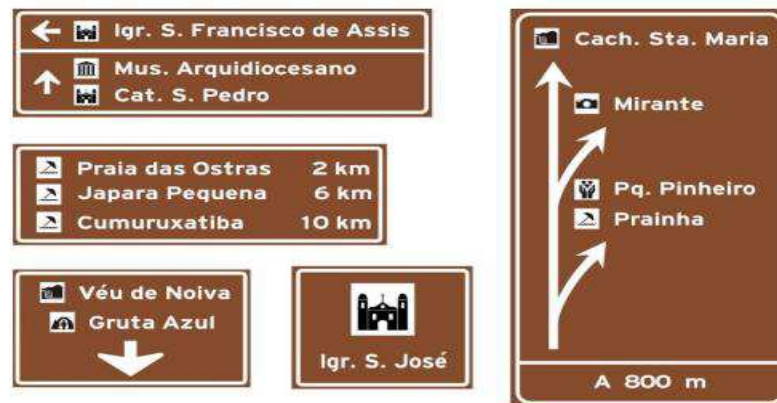 Igr. S. Francisco de Assis
Mus. Arquidiocesano
Cat. S. Pedro
Praia das Ostras 2 km
Japara Pequena 6 km
Cumuruxatiba 10 km
Véu de Noiva
Gruta Azul
Igr. S. José
Cach. Sta. Maria
Mirante
Pq. Pinheiro
Prainha
A 800 m